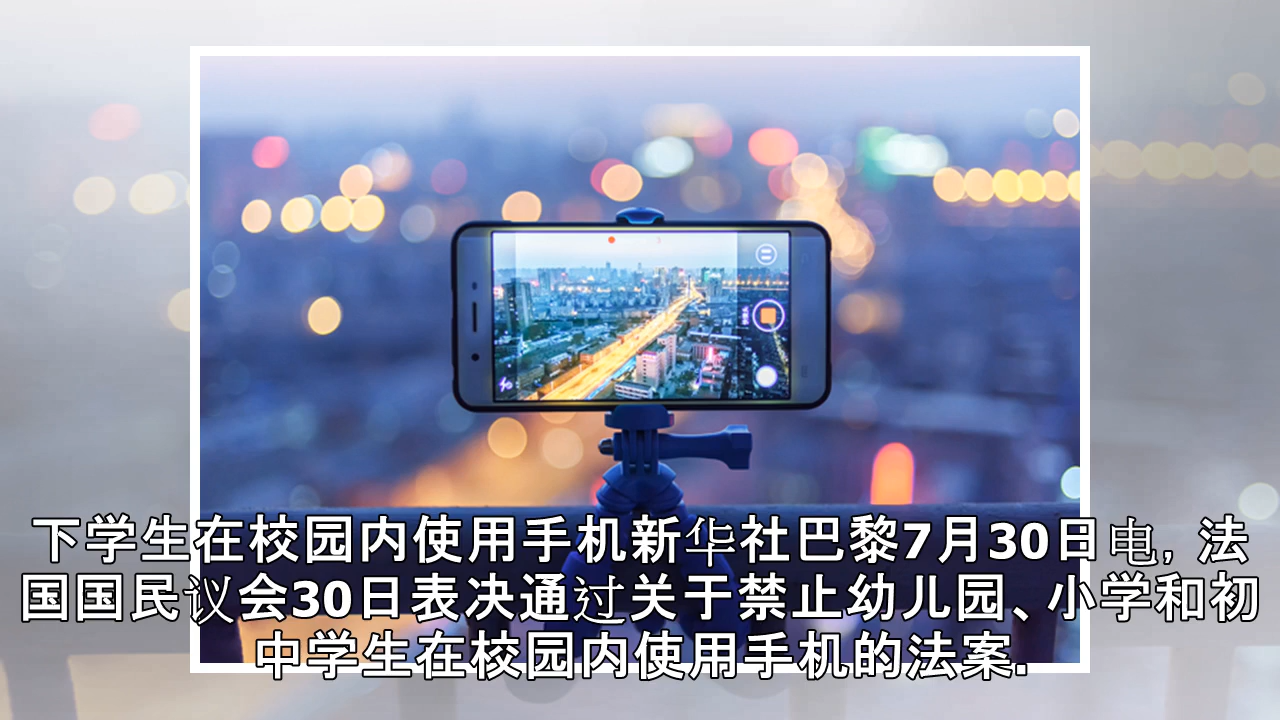 下学生在校园内使用手机新华社巴黎7月30日电, 法
国国民议会30日表决通过关于禁止幼儿园、小学和初
中学生在校园内使用手机的法案.